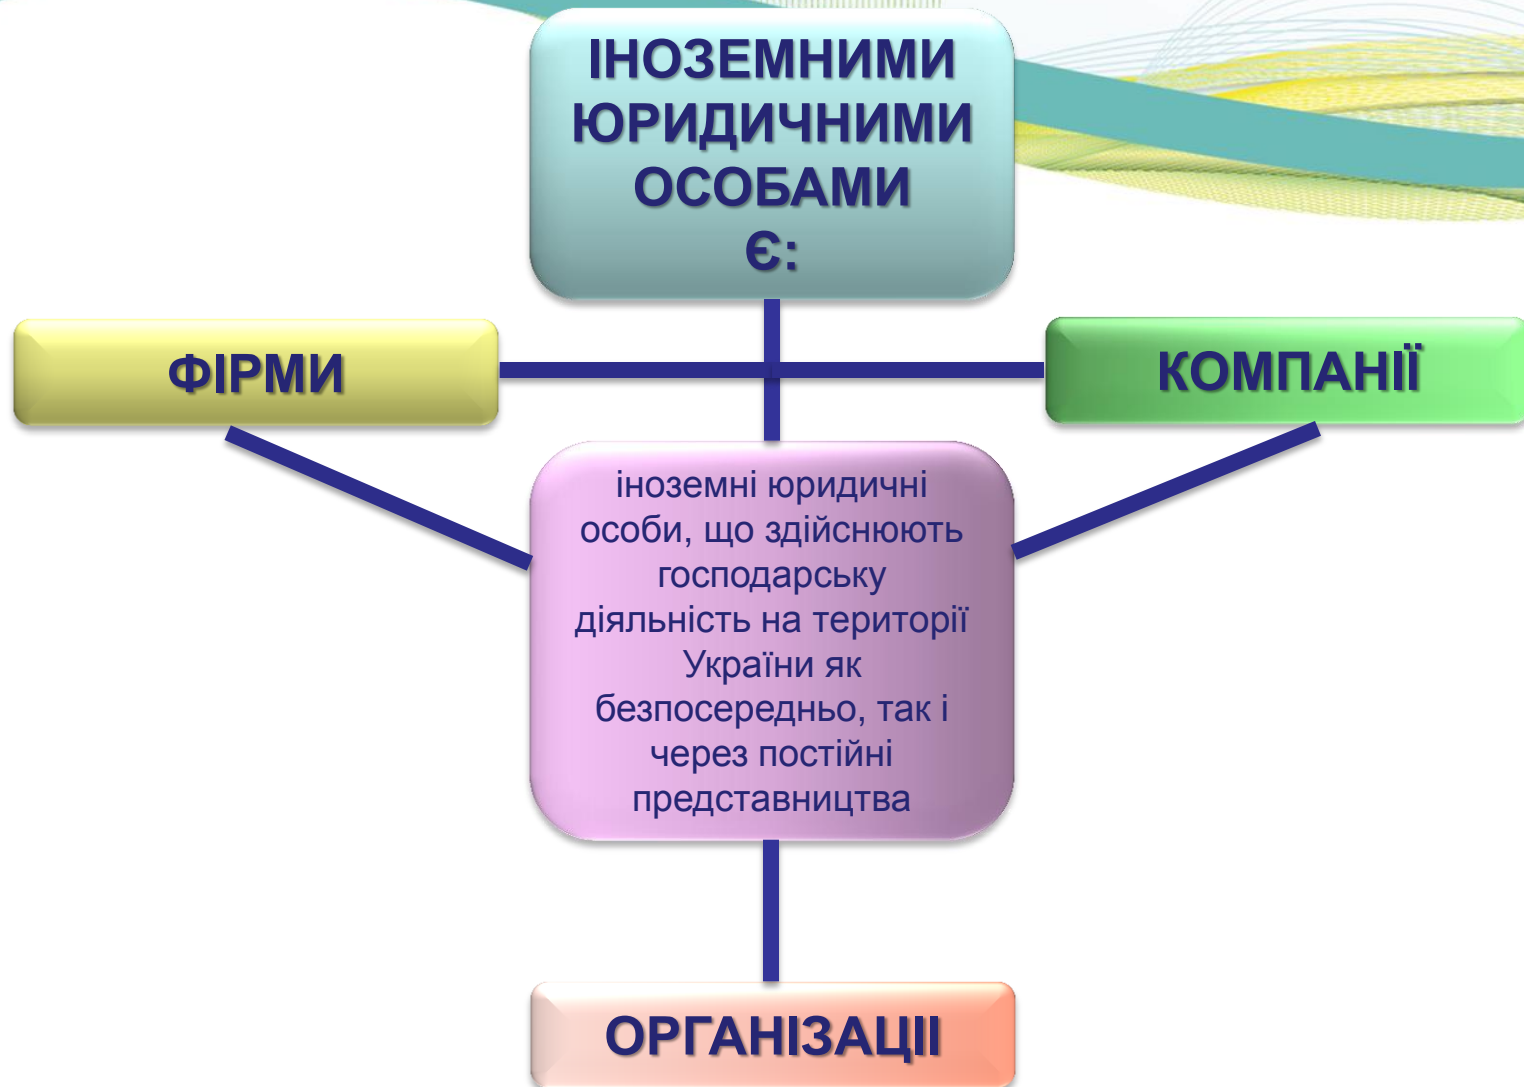 ІНОЗЕМНИМИ
ЮРИДИЧНИМИ
ОСОБАМИ
Є:
ФІРМИ
КОМПАНІЇ
іноземні юридичні
особи, що здійснюють
господарську
діяльність на території
України як
безпосередньо, так і
через постійні
представництва
ОРГАНІЗАЦІІ